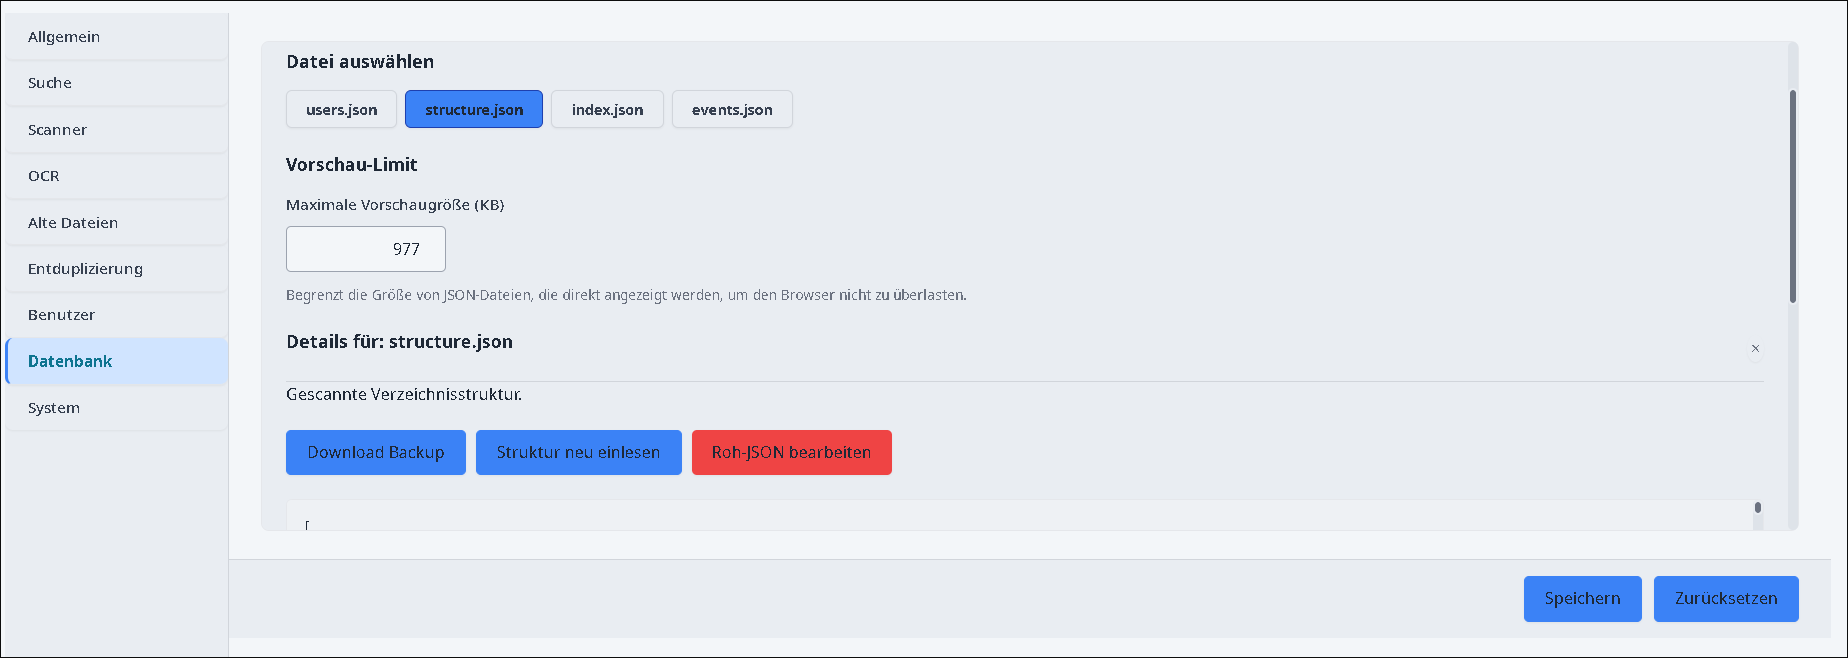 Allgemein
Suche
Scanner
OCR
Alte Dateien
Entduplizierung
Benutzer
Datenbank
System
Datei auswählen
users.json structure.json index.json events.json
Vorschau-Limit
Maximale Vorschaugröße (KB)
977
Begrenzt die Größe von JSON-Dateien, die direkt angezeigt werden, um den Browser nicht zu überlasten.
Details für: structure.json
×
Gescannte Verzeichnisstruktur.
Download Backup Struktur neu einlesen Roh-JSON bearbeiten
[
Speichern Zurücksetzen